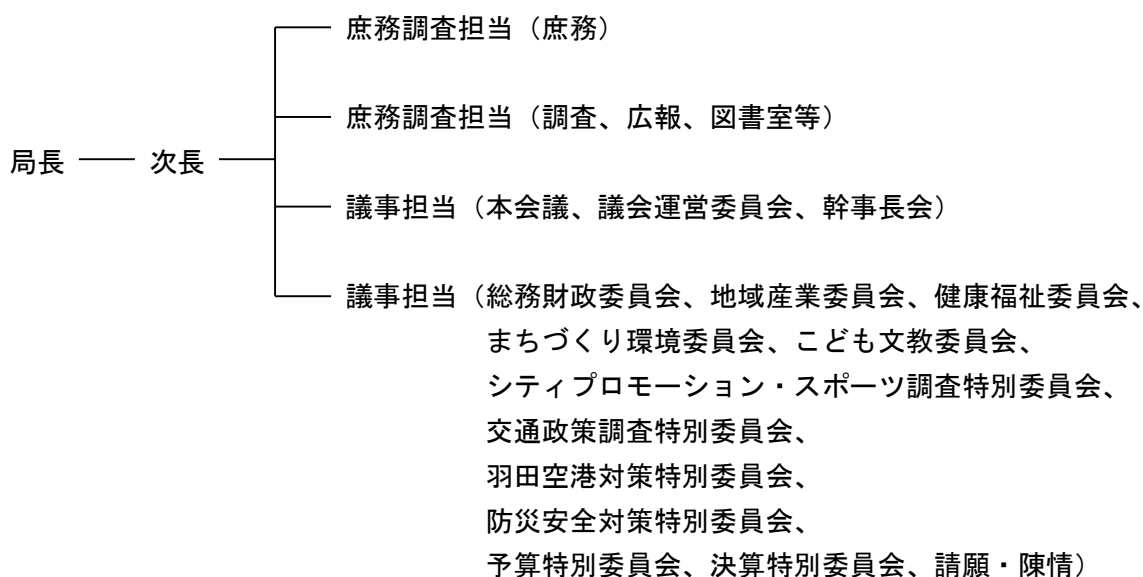 庶務調査担当（庶務）
庶務調査担当（調査、広報、図書室等）
局長 次長
議事担当（本会議、議会運営委員会、幹事長会）
議事担当（総務財政委員会、地域産業委員会、健康福祉委員会、
まちづくり環境委員会、こども文教委員会、
シティプロモーション・スポーツ調査特別委員会、
交通政策調査特別委員会、
羽田空港対策特別委員会、
防災安全対策特別委員会、
予算特別委員会、決算特別委員会、請願・陳情）